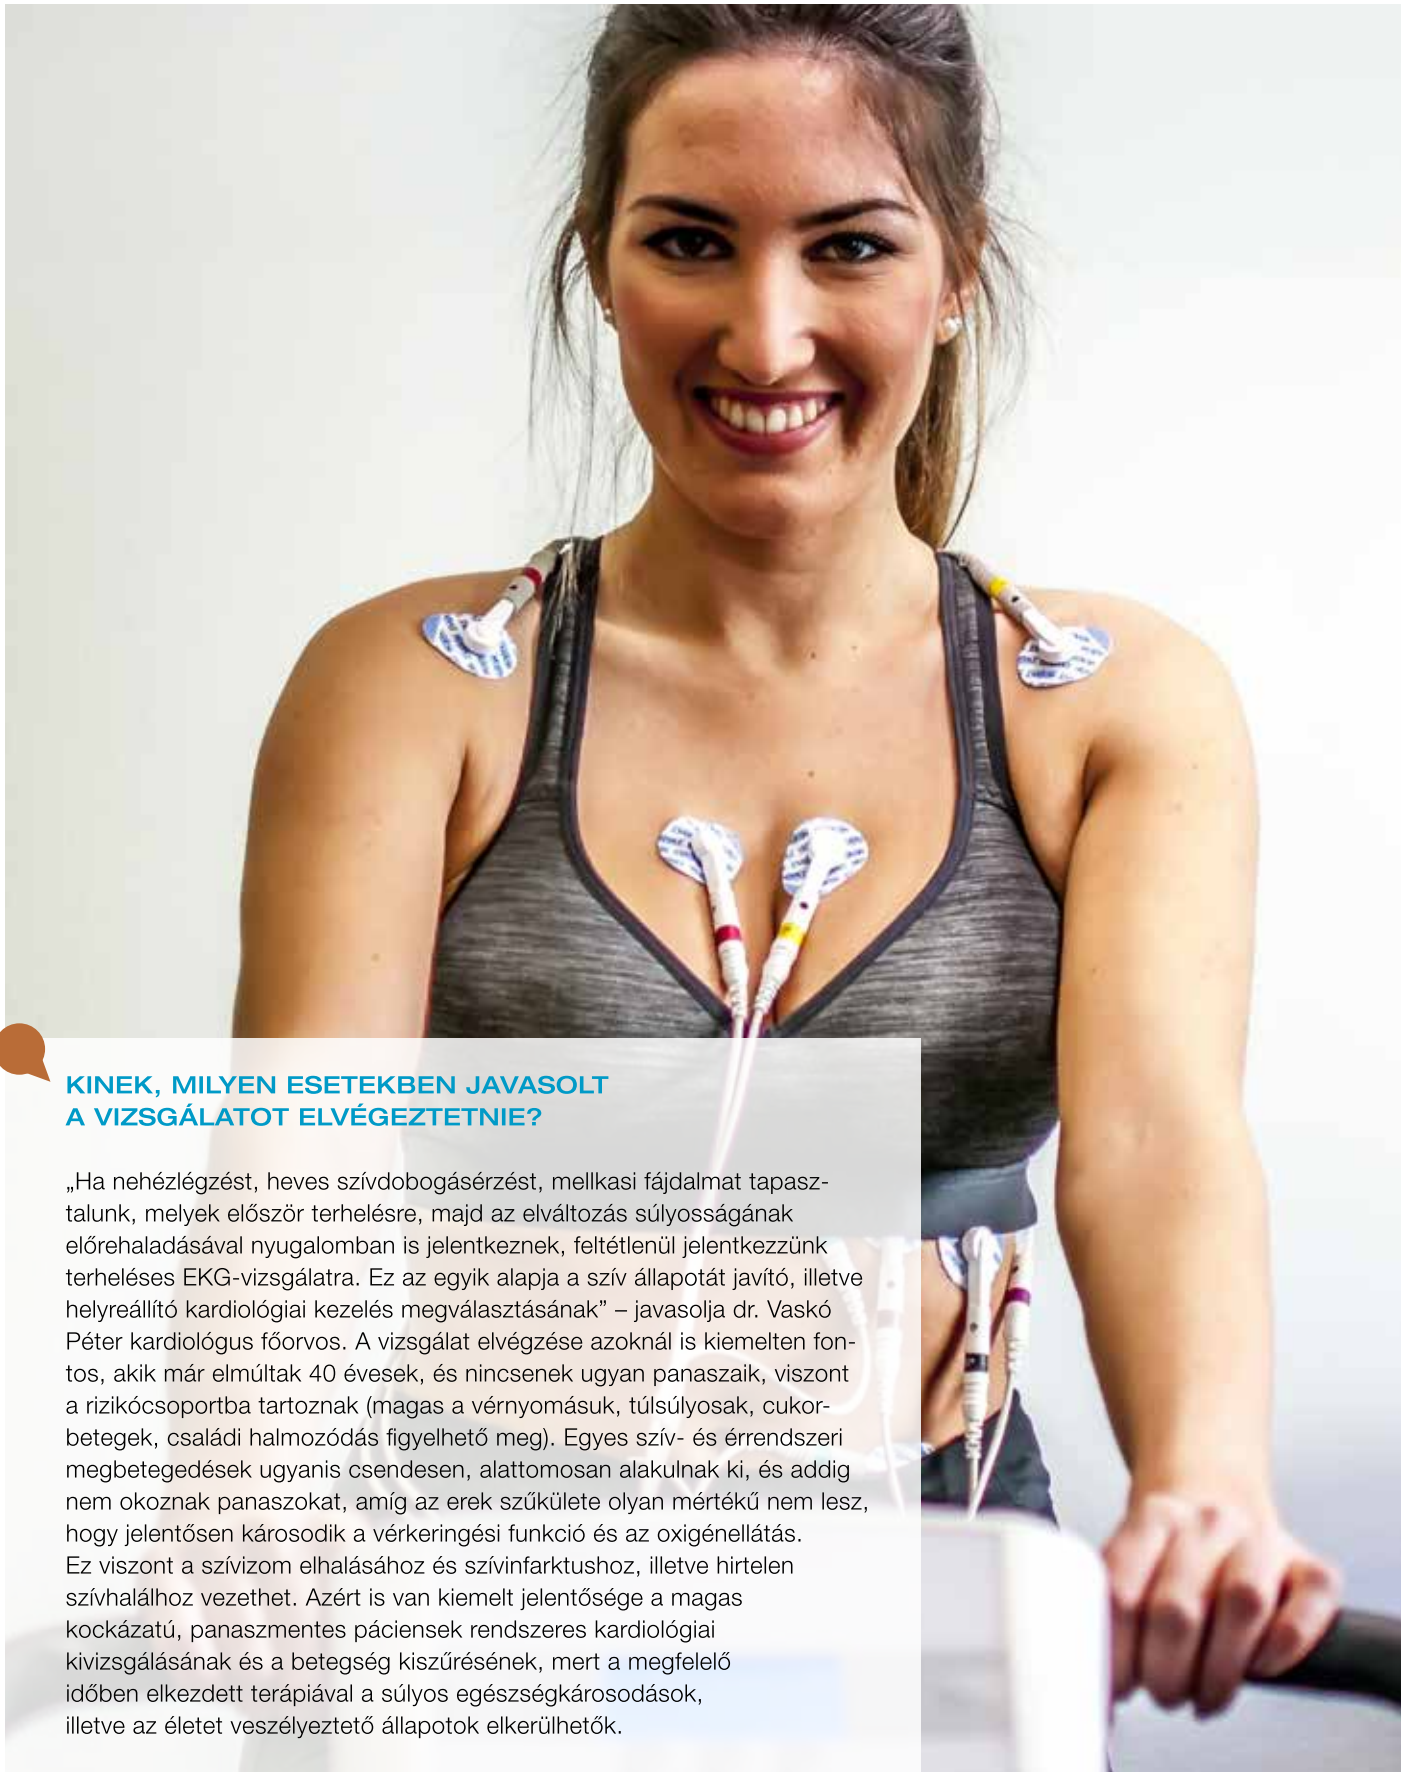 KINEK, MILYEN ESETEKBEN JAVASOLT
A VIZSGÁLATOT ELVÉGEZTETNIE?
„Ha nehézlégzést, heves szívdobogásérzést, mellkasi fájdalmat tapasz-
talunk, melyek először terhelésre, majd az elváltozás súlyosságának
előrehaladásával nyugalomban is jelentkeznek, feltétlenül jelentkezzünk
terheléses EKG-vizsgálatra. Ez az egyik alapja a szív állapotát javító, illetve
helyreállító kardiológiai kezelés megválasztásának” – javasolja dr. Vaskó
Péter kardiológus főorvos. A vizsgálat elvégzése azoknál is kiemelten fon-
tos, akik már elmúltak 40 évesek, és nincsenek ugyan panaszaik, viszont
a rizikócsoportba tartoznak (magas a vérnyomásuk, túlsúlyosak, cukor-
betegek, családi halmozódás figyelhető meg). Egyes szív- és érrendszeri
megbetegedések ugyanis csendesen, alattomosan alakulnak ki, és addig
nem okoznak panaszokat, amíg az erek szűkülete olyan mértékű nem lesz,
hogy jelentősen károsodik a vérkeringési funkció és az oxigénellátás.
Ez viszont a szívizom elhalásához és szívinfarktushoz, illetve hirtelen
szívhalálhoz vezethet. Azért is van kiemelt jelentősége a magas
kockázatú, panaszmentes páciensek rendszeres kardiológiai
kivizsgálásának és a betegség kiszűrésének, mert a megfelelő
időben elkezdett terápiával a súlyos egészségkárosodások,
illetve az életet veszélyeztető állapotok elkerülhetők.